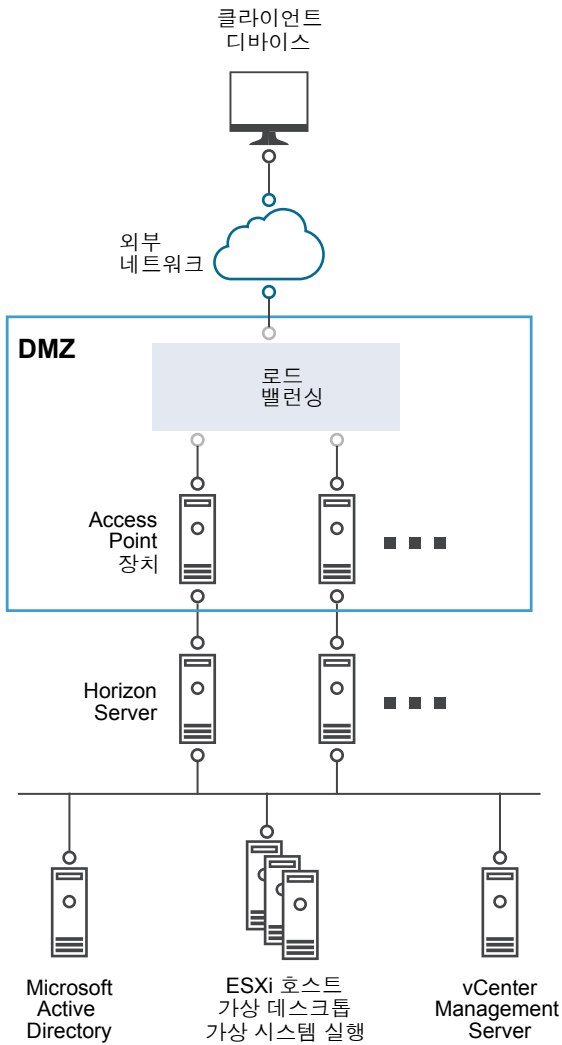 클라이언트
디바이스
외부
네트워크
DMZ
로드
밸런싱
Access
Point
장치
Horizon
Server
Microsoft
Active
Directory
ESXi 호스트
가상 데스크톱
가상 시스템 실행
vCenter
Management
Server